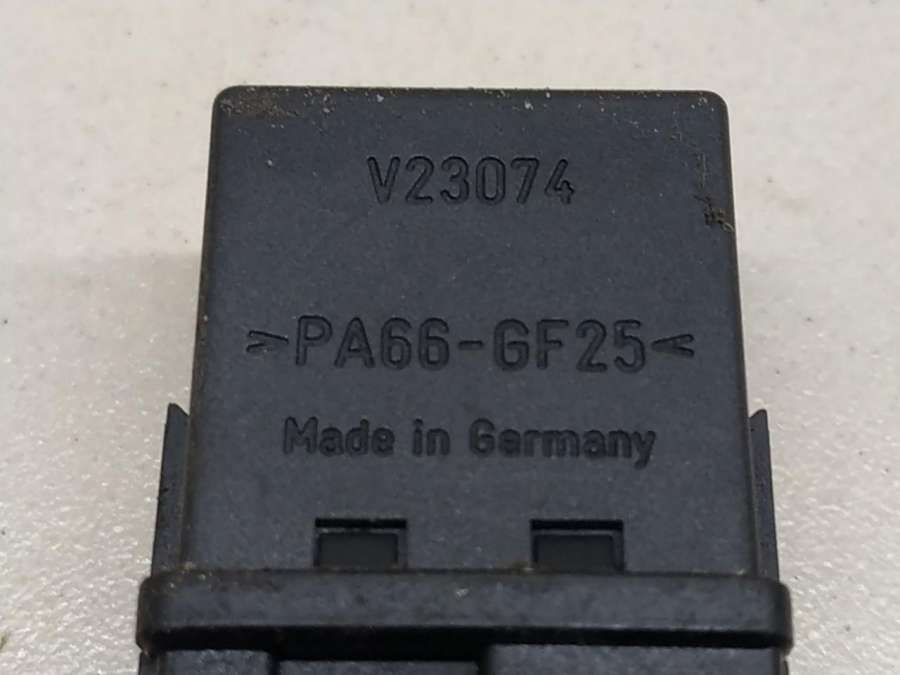 V23074
>PA66-GF25<
Made in Germany